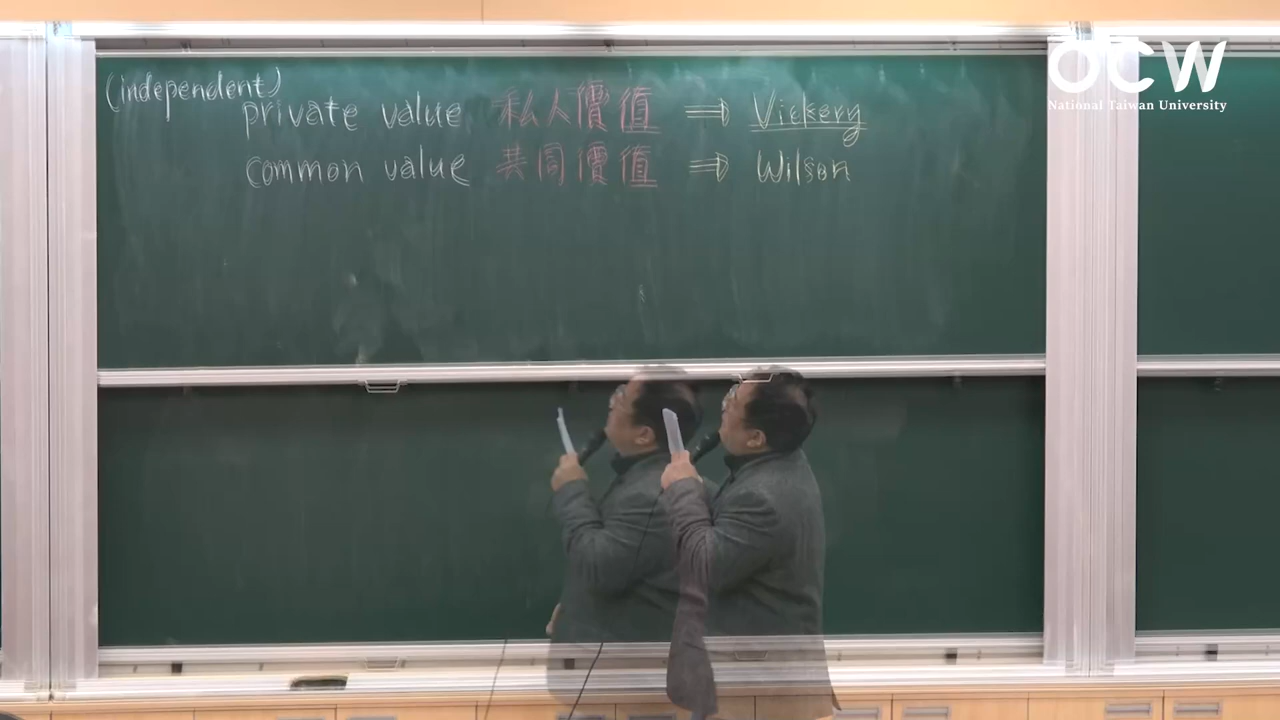 (independent)
private value 私人價值 ⟹ Vickery
common value 共同價值 ⟹ Wilson
OCW
National Taiwan University